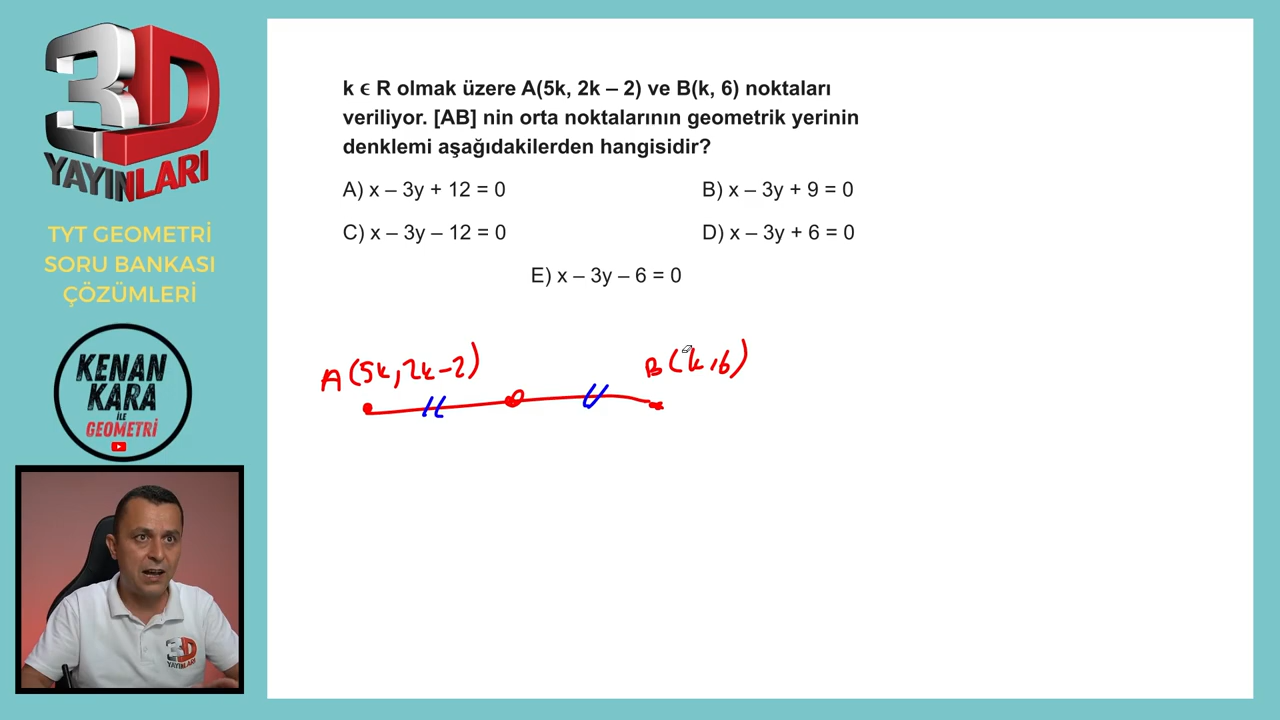 3D
YAYINLARI
TYT GEOMETRİ
SORU BANKASI
ÇÖZÜMLERİ
KENAN
KARA
İLE
GEOMETRİ
3D
YAYINLARI
k ϵ R olmak üzere A(5k, 2k – 2) ve B(k, 6) noktaları
veriliyor. [AB] nin orta noktalarının geometrik yerinin
denklemi aşağıdakilerden hangisidir?
A) x – 3y + 12 = 0
B) x – 3y + 9 = 0
C) x – 3y – 12 = 0
D) x – 3y + 6 = 0
E) x – 3y – 6 = 0
A(5k, 2k-2)
B(k, 6)